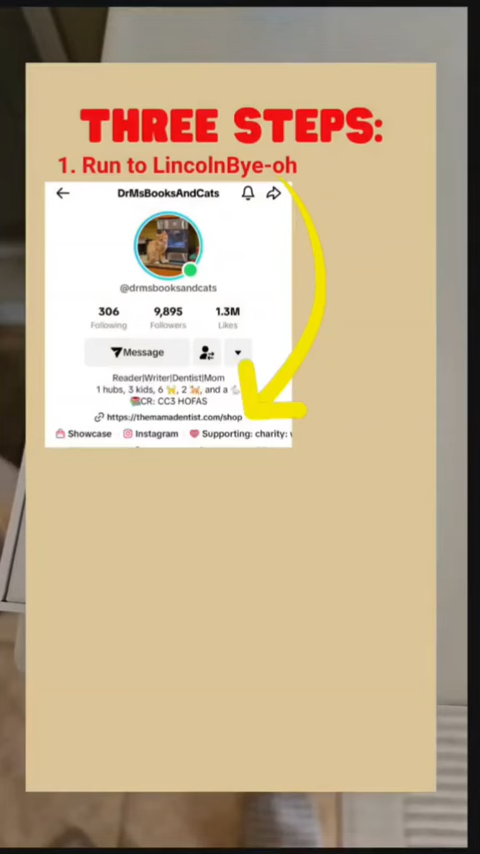 THREE STEPS:
1. Run to LincolnBye-oh
DrMsBooksAndCats
@drmsbooksandcats
306 9,895 1.3M
Following Followers Likes
Message
Reader|Writer|Dentist|Mom
1 hubs, 3 kids, 6 🐈, 2 🐕, and a
📚CR: CC3 HOFAS
https://themamadentist.com/shop
Showcase Instagram Supporting: charity: